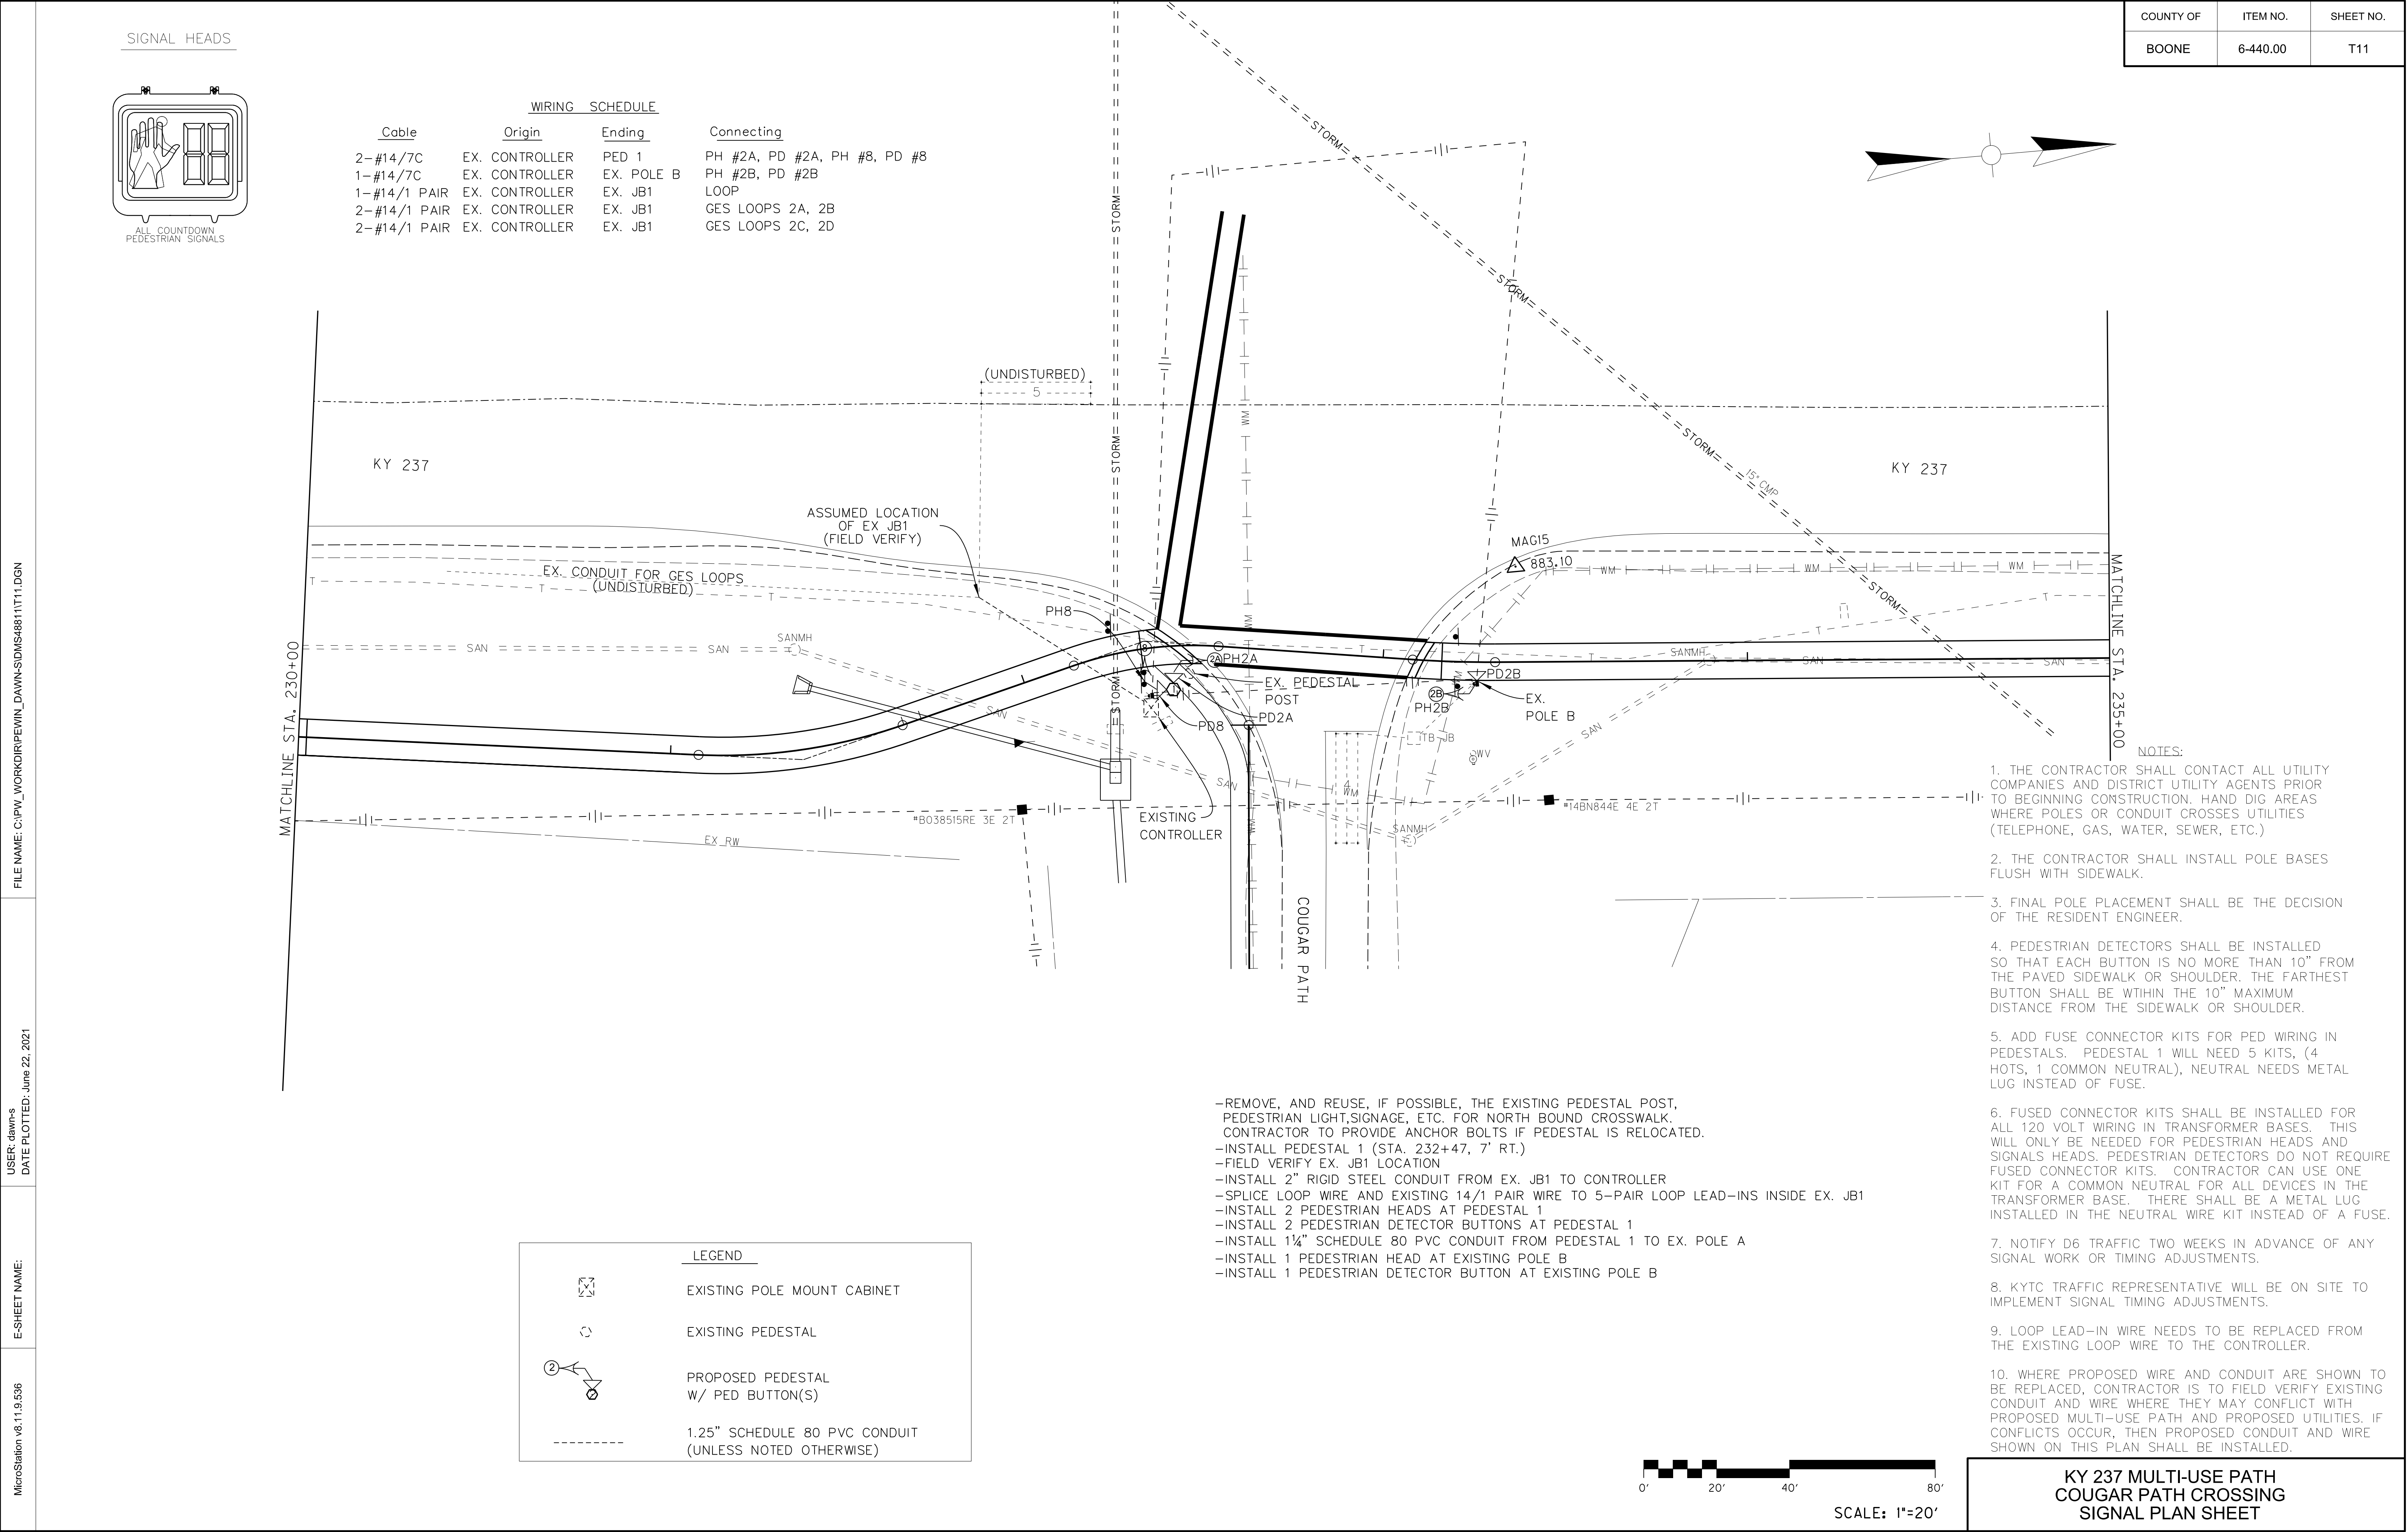 COUNTY OF
ITEM NO.
SHEET NO.
BOONE
6-440.00
T11
SIGNAL HEADS
ALL COUNTDOWN
PEDESTRIAN SIGNALS
WIRING SCHEDULE
Cable Origin Ending Connecting
2-#14/7C EX. CONTROLLER PED 1 PH #2A, PD #2A, PH #8, PD #8
1-#14/7C EX. CONTROLLER EX. POLE B PH #2B, PD #2B
1-#14/1 PAIR EX. CONTROLLER EX. JB1 LOOP
2-#14/1 PAIR EX. CONTROLLER EX. JB1 GES LOOPS 2A, 2B
2-#14/1 PAIR EX. CONTROLLER EX. JB1 GES LOOPS 2C, 2D
STORM
STORM
STORM
STORM
STORM
STORM
STORM
15" CMP
(UNDISTURBED)
5
KY 237
KY 237
WM
ASSUMED LOCATION
OF EX JB1
(FIELD VERIFY)
EX. CONDUIT FOR GES LOOPS
(UNDISTURBED)
T
T
T
T
T
T
T
T
T
MAG15
883.10
WM
WM
WM
WM
PH8
SANMH
SAN
SAN
8
2A
PH2A
1
EX. PEDESTAL
POST
PD2A
PD8
PD2B
2B
PH2B
EX.
POLE B
SANMH
SAN
SAN
SAN
SAN
SAN
TB JB
WV
4
WM
WM
SANMH
MATCHLINE STA. 230+00
MATCHLINE STA. 235+00
#B038515RE 3E 2T
#14BN844E 4E 2T
EXISTING
CONTROLLER
EX RW
COUGAR PATH
NOTES:
1. THE CONTRACTOR SHALL CONTACT ALL UTILITY
COMPANIES AND DISTRICT UTILITY AGENTS PRIOR
TO BEGINNING CONSTRUCTION. HAND DIG AREAS
WHERE POLES OR CONDUIT CROSSES UTILITIES
(TELEPHONE, GAS, WATER, SEWER, ETC.)
2. THE CONTRACTOR SHALL INSTALL POLE BASES
FLUSH WITH SIDEWALK.
3. FINAL POLE PLACEMENT SHALL BE THE DECISION
OF THE RESIDENT ENGINEER.
4. PEDESTRIAN DETECTORS SHALL BE INSTALLED
SO THAT EACH BUTTON IS NO MORE THAN 10" FROM
THE PAVED SIDEWALK OR SHOULDER. THE FARTHEST
BUTTON SHALL BE WTIHIN THE 10" MAXIMUM
DISTANCE FROM THE SIDEWALK OR SHOULDER.
5. ADD FUSE CONNECTOR KITS FOR PED WIRING IN
PEDESTALS. PEDESTAL 1 WILL NEED 5 KITS, (4
HOTS, 1 COMMON NEUTRAL), NEUTRAL NEEDS METAL
LUG INSTEAD OF FUSE.
6. FUSED CONNECTOR KITS SHALL BE INSTALLED FOR
ALL 120 VOLT WIRING IN TRANSFORMER BASES. THIS
WILL ONLY BE NEEDED FOR PEDESTRIAN HEADS AND
SIGNALS HEADS. PEDESTRIAN DETECTORS DO NOT REQUIRE
FUSED CONNECTOR KITS. CONTRACTOR CAN USE ONE
KIT FOR A COMMON NEUTRAL FOR ALL DEVICES IN THE
TRANSFORMER BASE. THERE SHALL BE A METAL LUG
INSTALLED IN THE NEUTRAL WIRE KIT INSTEAD OF A FUSE.
7. NOTIFY D6 TRAFFIC TWO WEEKS IN ADVANCE OF ANY
SIGNAL WORK OR TIMING ADJUSTMENTS.
8. KYTC TRAFFIC REPRESENTATIVE WILL BE ON SITE TO
IMPLEMENT SIGNAL TIMING ADJUSTMENTS.
9. LOOP LEAD-IN WIRE NEEDS TO BE REPLACED FROM
THE EXISTING LOOP WIRE TO THE CONTROLLER.
10. WHERE PROPOSED WIRE AND CONDUIT ARE SHOWN TO
BE REPLACED, CONTRACTOR IS TO FIELD VERIFY EXISTING
CONDUIT AND WIRE WHERE THEY MAY CONFLICT WITH
PROPOSED MULTI-USE PATH AND PROPOSED UTILITIES. IF
CONFLICTS OCCUR, THEN PROPOSED CONDUIT AND WIRE
SHOWN ON THIS PLAN SHALL BE INSTALLED.
-REMOVE, AND REUSE, IF POSSIBLE, THE EXISTING PEDESTAL POST,
PEDESTRIAN LIGHT,SIGNAGE, ETC. FOR NORTH BOUND CROSSWALK.
CONTRACTOR TO PROVIDE ANCHOR BOLTS IF PEDESTAL IS RELOCATED.
-INSTALL PEDESTAL 1 (STA. 232+47, 7' RT.)
-FIELD VERIFY EX. JB1 LOCATION
-INSTALL 2" RIGID STEEL CONDUIT FROM EX. JB1 TO CONTROLLER
-SPLICE LOOP WIRE AND EXISTING 14/1 PAIR WIRE TO 5-PAIR LOOP LEAD-INS INSIDE EX. JB1
-INSTALL 2 PEDESTRIAN HEADS AT PEDESTAL 1
-INSTALL 2 PEDESTRIAN DETECTOR BUTTONS AT PEDESTAL 1
-INSTALL 1¼" SCHEDULE 80 PVC CONDUIT FROM PEDESTAL 1 TO EX. POLE A
-INSTALL 1 PEDESTRIAN HEAD AT EXISTING POLE B
-INSTALL 1 PEDESTRIAN DETECTOR BUTTON AT EXISTING POLE B
LEGEND
EXISTING POLE MOUNT CABINET
EXISTING PEDESTAL
2
PROPOSED PEDESTAL
W/ PED BUTTON(S)
1.25" SCHEDULE 80 PVC CONDUIT
(UNLESS NOTED OTHERWISE)
0' 20' 40' 80'
SCALE: 1"=20'
KY 237 MULTI-USE PATH
COUGAR PATH CROSSING
SIGNAL PLAN SHEET
FILE NAME: C:\PW_WORKDIR\PEWIN_DAWN-S\DMS48811\T11.DGN
USER: dawn-s
DATE PLOTTED: June 22, 2021
E-SHEET NAME:
MicroStation v8.11.9.536